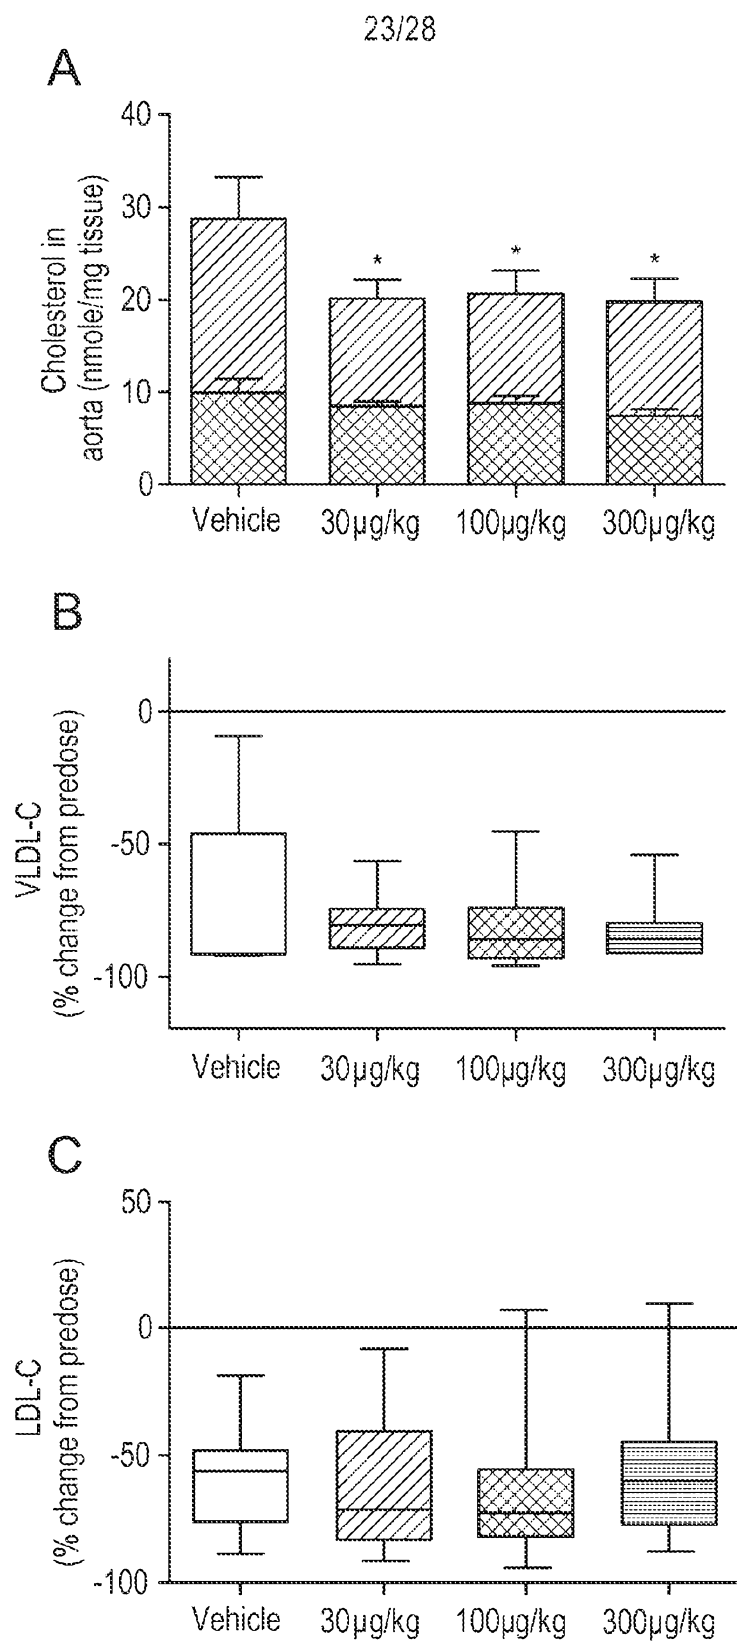 23/28
A
Cholesterol in
aorta (nmole/mg tissue)
40
30
20
10
0
*
*
*
Vehicle 30µg/kg 100µg/kg 300µg/kg
B
VLDL-C
(% change from predose)
0
-50
-100
Vehicle 30µg/kg 100µg/kg 300µg/kg
C
LDL-C
(% change from predose)
50
0
-50
-100
Vehicle 30µg/kg 100µg/kg 300µg/kg